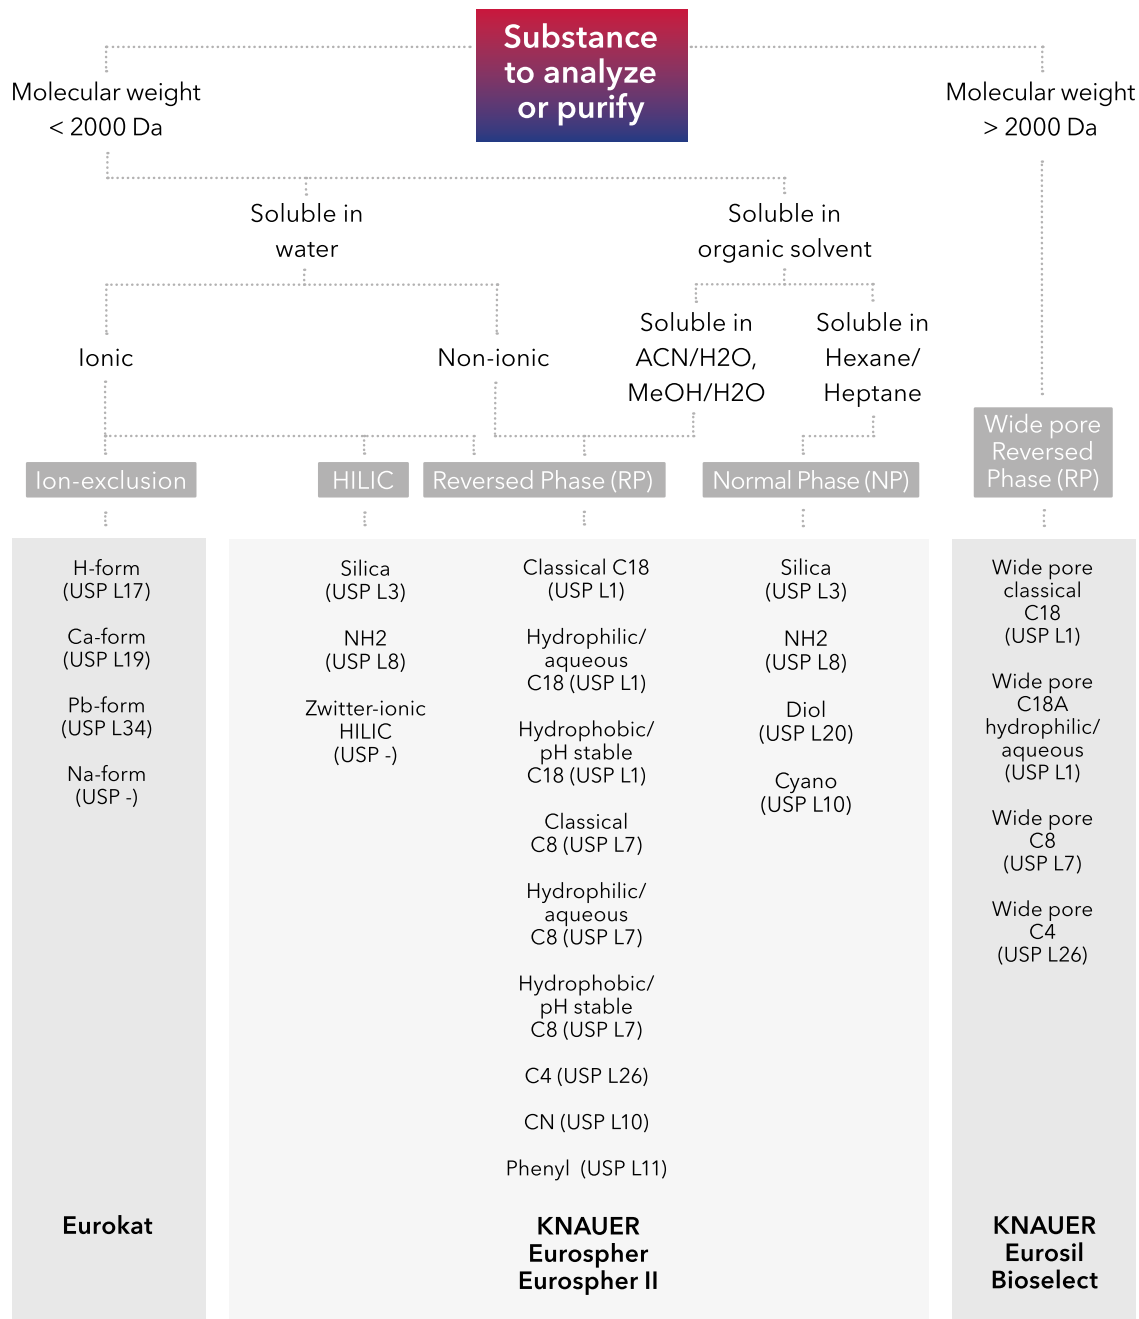 Substance
to analyze
or purify
Molecular weight
< 2000 Da
Molecular weight
> 2000 Da
Soluble in
water
Soluble in
organic solvent
Ionic
Non-ionic
Soluble in
ACN/H2O,
MeOH/H2O
Soluble in
Hexane/
Heptane
Ion-exclusion
HILIC
Reversed Phase (RP)
Normal Phase (NP)
Wide pore
Reversed
Phase (RP)
H-form
(USP L17)
Ca-form
(USP L19)
Pb-form
(USP L34)
Na-form
(USP -)
Eurokat
Silica
(USP L3)
NH2
(USP L8)
Zwitter-ionic
HILIC
(USP -)
Classical C18
(USP L1)
Hydrophilic/
aqueous
C18 (USP L1)
Hydrophobic/
pH stable
C18 (USP L1)
Classical
C8 (USP L7)
Hydrophilic/
aqueous
C8 (USP L7)
Hydrophobic/
pH stable
C8 (USP L7)
C4 (USP L26)
CN (USP L10)
Phenyl (USP L11)
Silica
(USP L3)
NH2
(USP L8)
Diol
(USP L20)
Cyano
(USP L10)
KNAUER
Eurospher
Eurospher II
Wide pore
classical
C18
(USP L1)
Wide pore
C18A
hydrophilic/
aqueous
(USP L1)
Wide pore
C8
(USP L7)
Wide pore
C4
(USP L26)
KNAUER
Eurosil
Bioselect